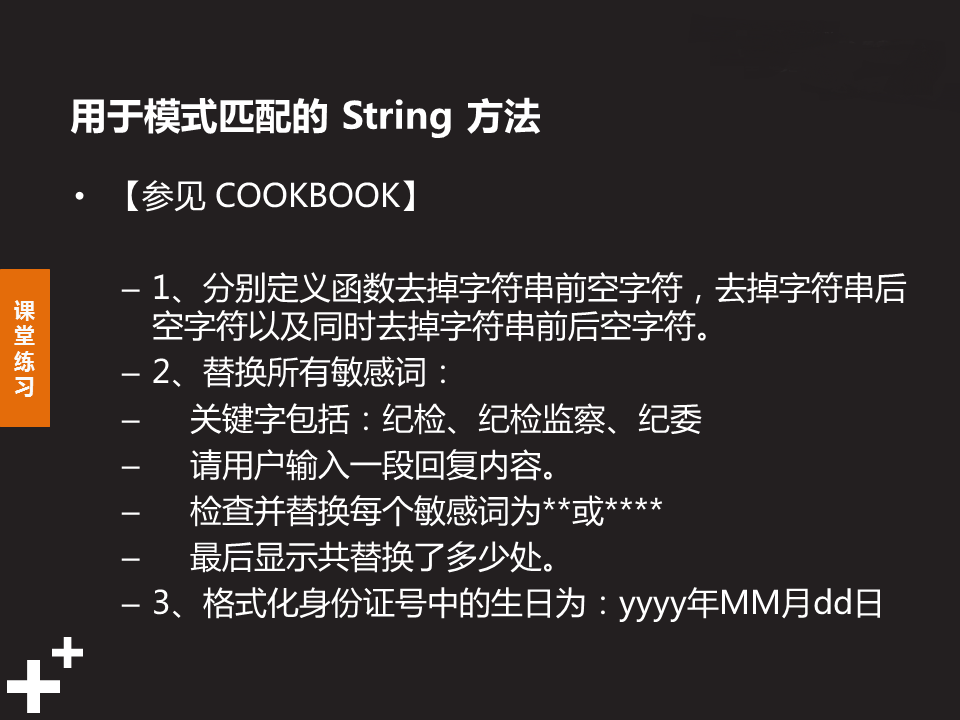 用于模式匹配的 String 方法
• 【参见 COOKBOOK】
– 1、分别定义函数去掉字符串前空字符，去掉字符串后
空字符以及同时去掉字符串前后空字符。
– 2、替换所有敏感词：
– 关键字包括：纪检、纪检监察、纪委
– 请用户输入一段回复内容。
– 检查并替换每个敏感词为**或****
– 最后显示共替换了多少处。
– 3、格式化身份证号中的生日为：yyyy年MM月dd日
课
堂
练
习